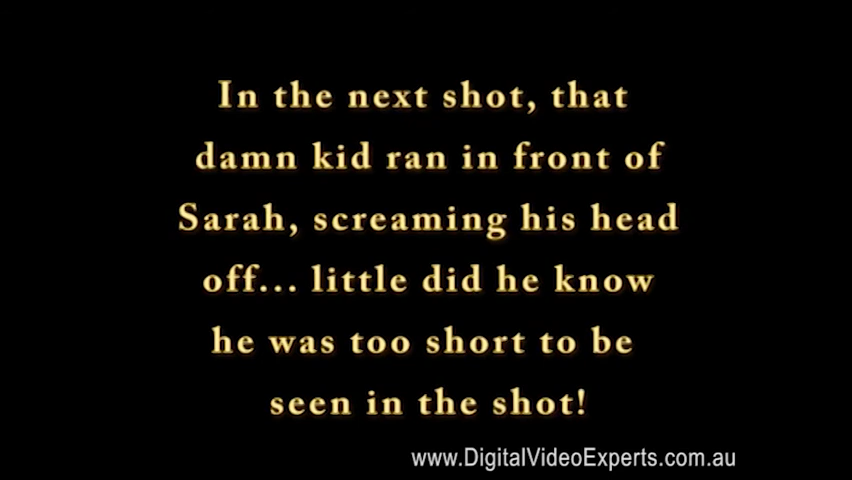 In the next shot, that
damn kid ran in front of
Sarah, screaming his head
off... little did he know
he was too short to be
seen in the shot!
www.DigitalVideoExperts.com.au